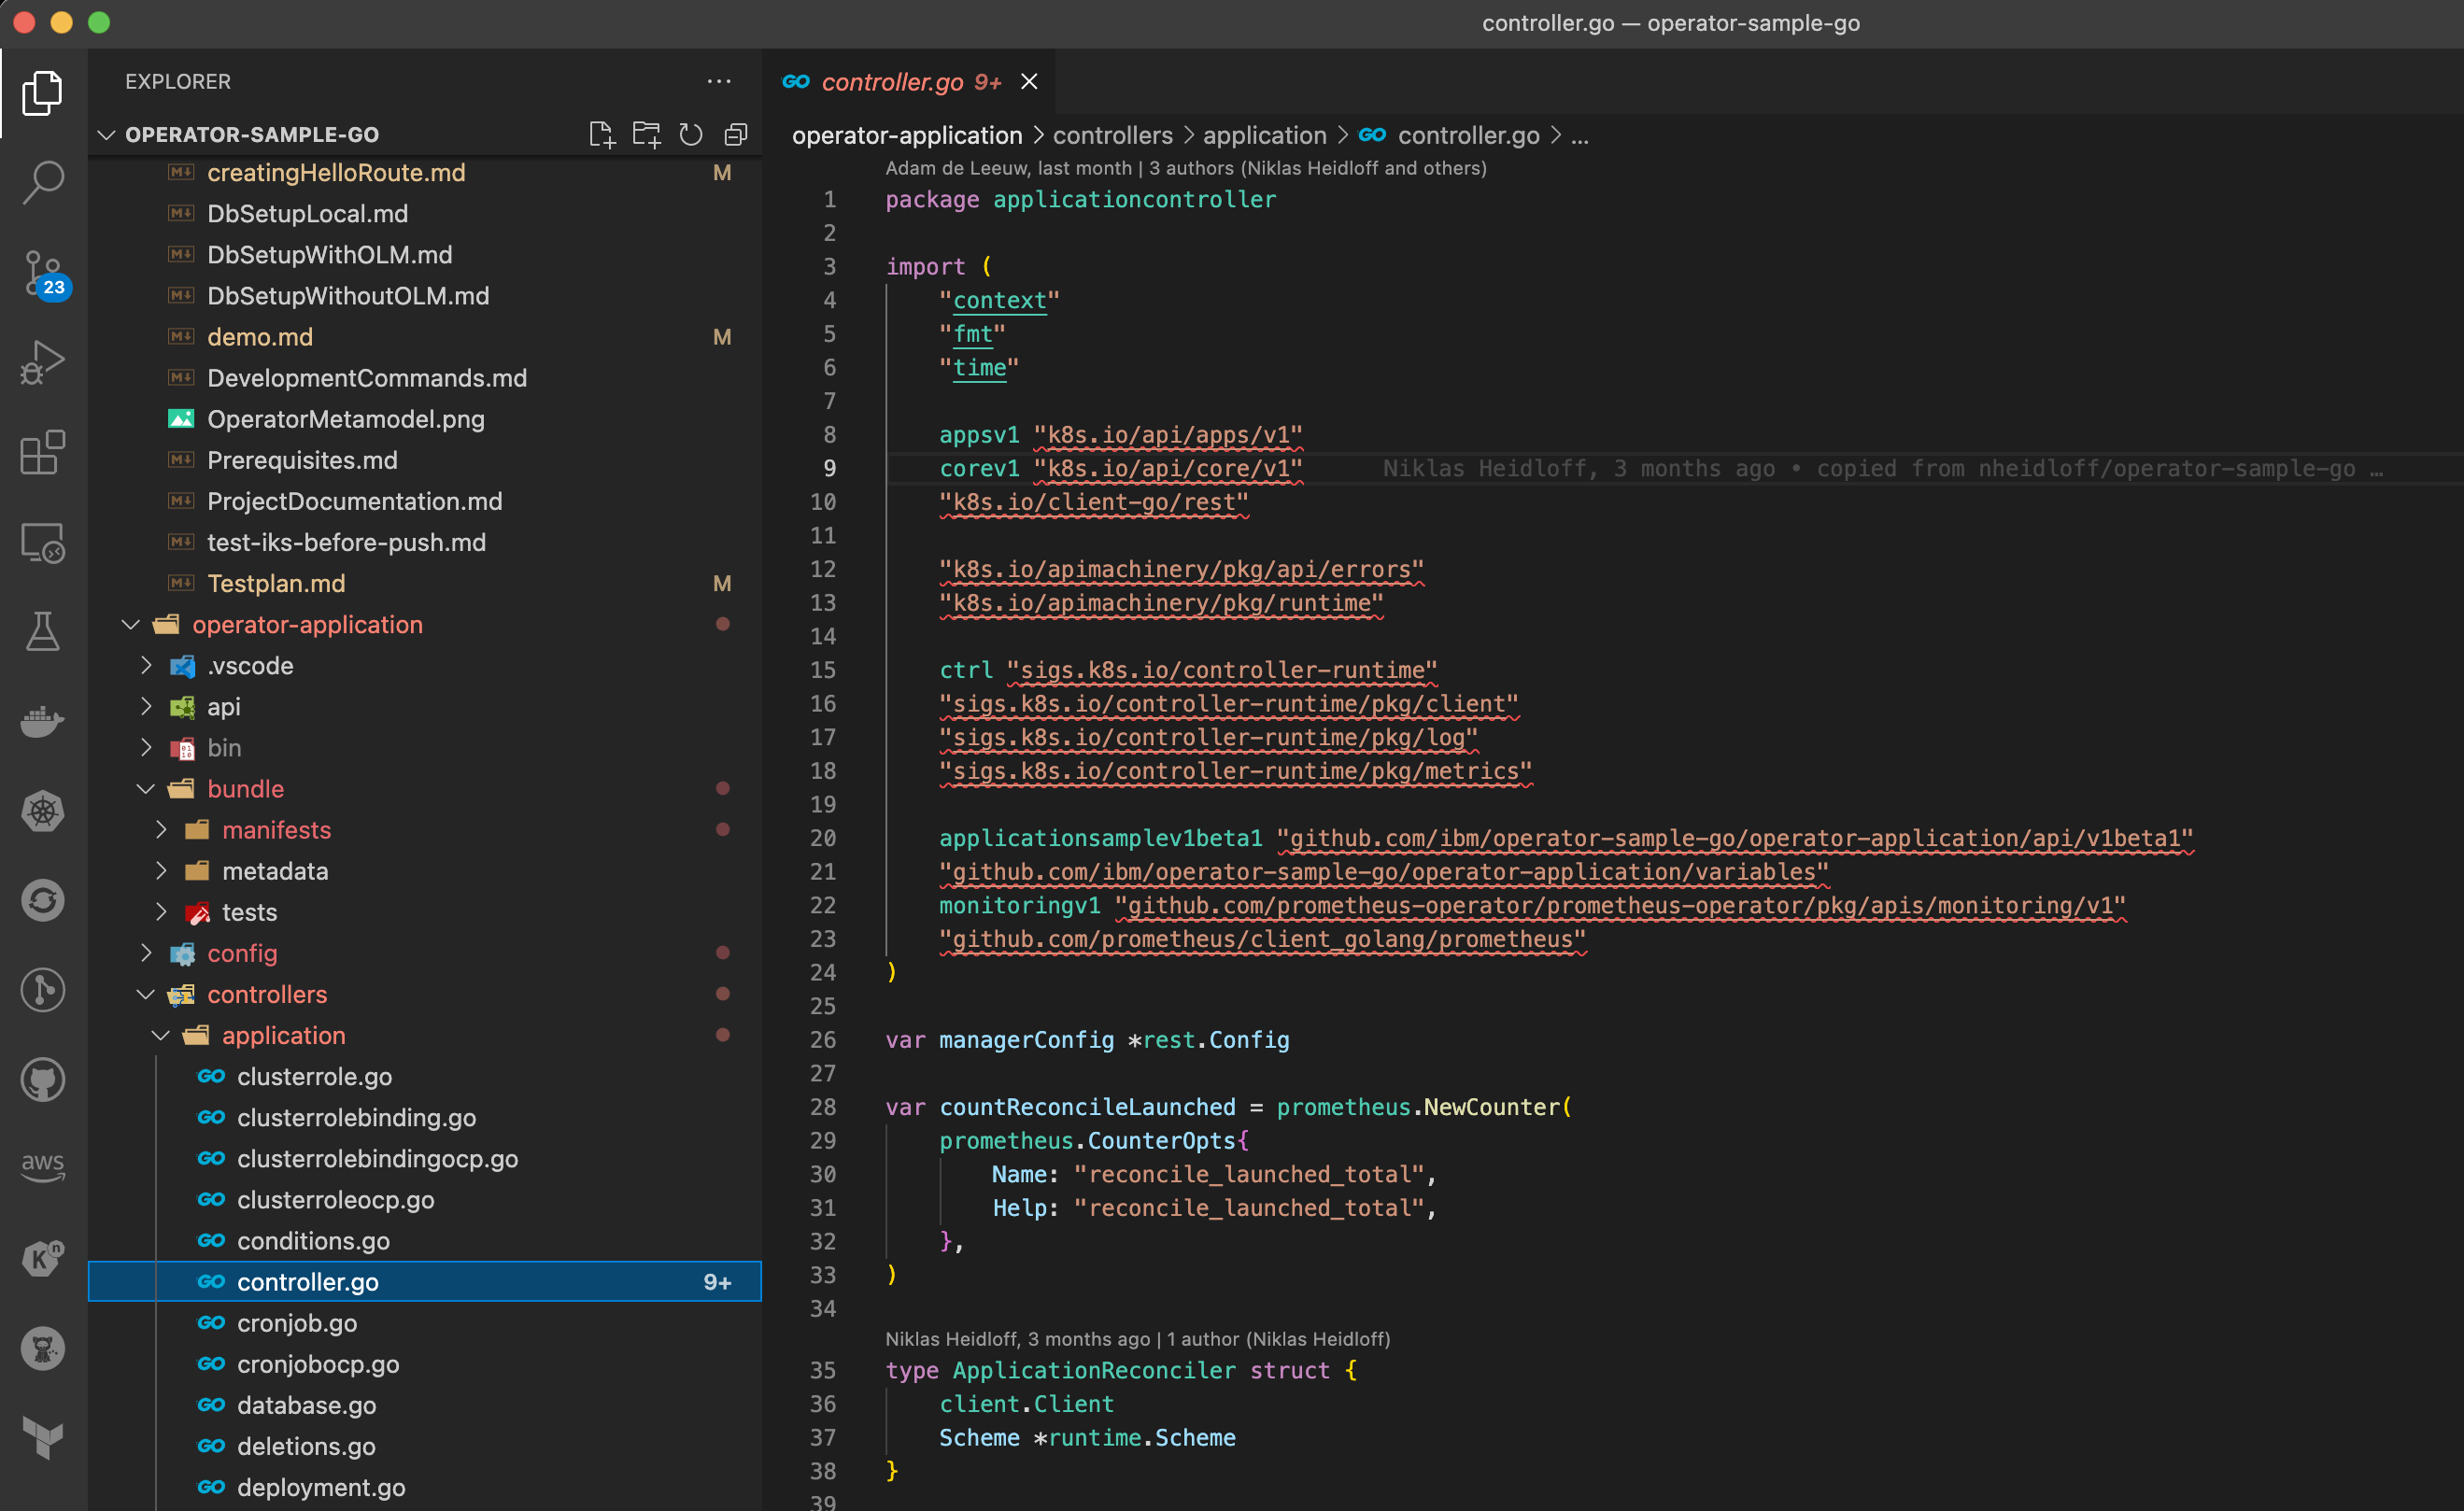 controller.go — operator-sample-go
EXPLORER
OPERATOR-SAMPLE-GO
creatingHelloRoute.md M
DbSetupLocal.md
DbSetupWithOLM.md
DbSetupWithoutOLM.md
demo.md M
DevelopmentCommands.md
OperatorMetamodel.png
Prerequisites.md
ProjectDocumentation.md
test-iks-before-push.md
Testplan.md M
operator-application
.vscode
api
bin
bundle
manifests
metadata
tests
config
controllers
application
GO clusterrole.go
GO clusterrolebinding.go
GO clusterrolebindingocp.go
GO clusterroleocp.go
GO conditions.go
GO controller.go 9+
GO cronjob.go
GO cronjobocp.go
GO database.go
GO deletions.go
GO deployment.go
23
aws
GO controller.go 9+
operator-application > controllers > application > GO controller.go > ...
Adam de Leeuw, last month | 3 authors (Niklas Heidloff and others)
1 package applicationcontroller
2
3 import (
4 "context"
5 "fmt"
6 "time"
7
8 appsv1 "k8s.io/api/apps/v1"
9 corev1 "k8s.io/api/core/v1" Niklas Heidloff, 3 months ago • copied from nheidloff/operator-sample-go …
10 "k8s.io/client-go/rest"
11
12 "k8s.io/apimachinery/pkg/api/errors"
13 "k8s.io/apimachinery/pkg/runtime"
14
15 ctrl "sigs.k8s.io/controller-runtime"
16 "sigs.k8s.io/controller-runtime/pkg/client"
17 "sigs.k8s.io/controller-runtime/pkg/log"
18 "sigs.k8s.io/controller-runtime/pkg/metrics"
19
20 applicationsamplev1beta1 "github.com/ibm/operator-sample-go/operator-application/api/v1beta1"
21 "github.com/ibm/operator-sample-go/operator-application/variables"
22 monitoringv1 "github.com/prometheus-operator/prometheus-operator/pkg/apis/monitoring/v1"
23 "github.com/prometheus/client_golang/prometheus"
24 )
25
26 var managerConfig *rest.Config
27
28 var countReconcileLaunched = prometheus.NewCounter(
29 prometheus.CounterOpts{
30 Name: "reconcile_launched_total",
31 Help: "reconcile_launched_total",
32 },
33 )
34
Niklas Heidloff, 3 months ago | 1 author (Niklas Heidloff)
35 type ApplicationReconciler struct {
36 client.Client
37 Scheme *runtime.Scheme
38 }
39